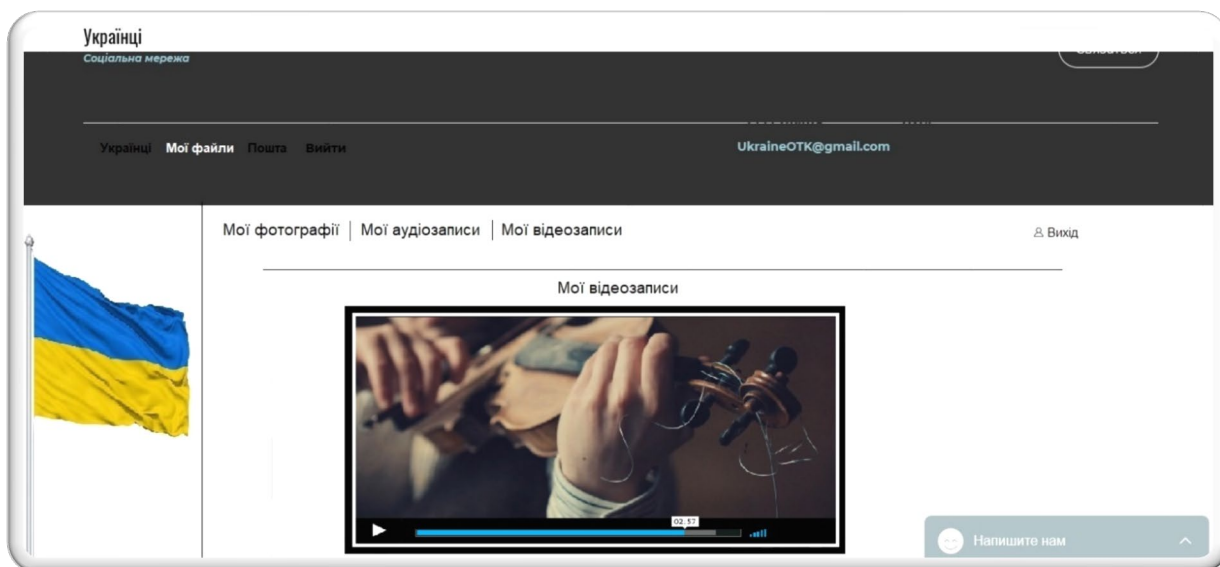 Українці
Соціальна мережа
Українці Мої файли Пошта Вийти
UkraineOTK@gmail.com
Мої фотографії | Мої аудіозаписи | Мої відеозаписи
Вихід
Мої відеозаписи
02.57
Напишите нам